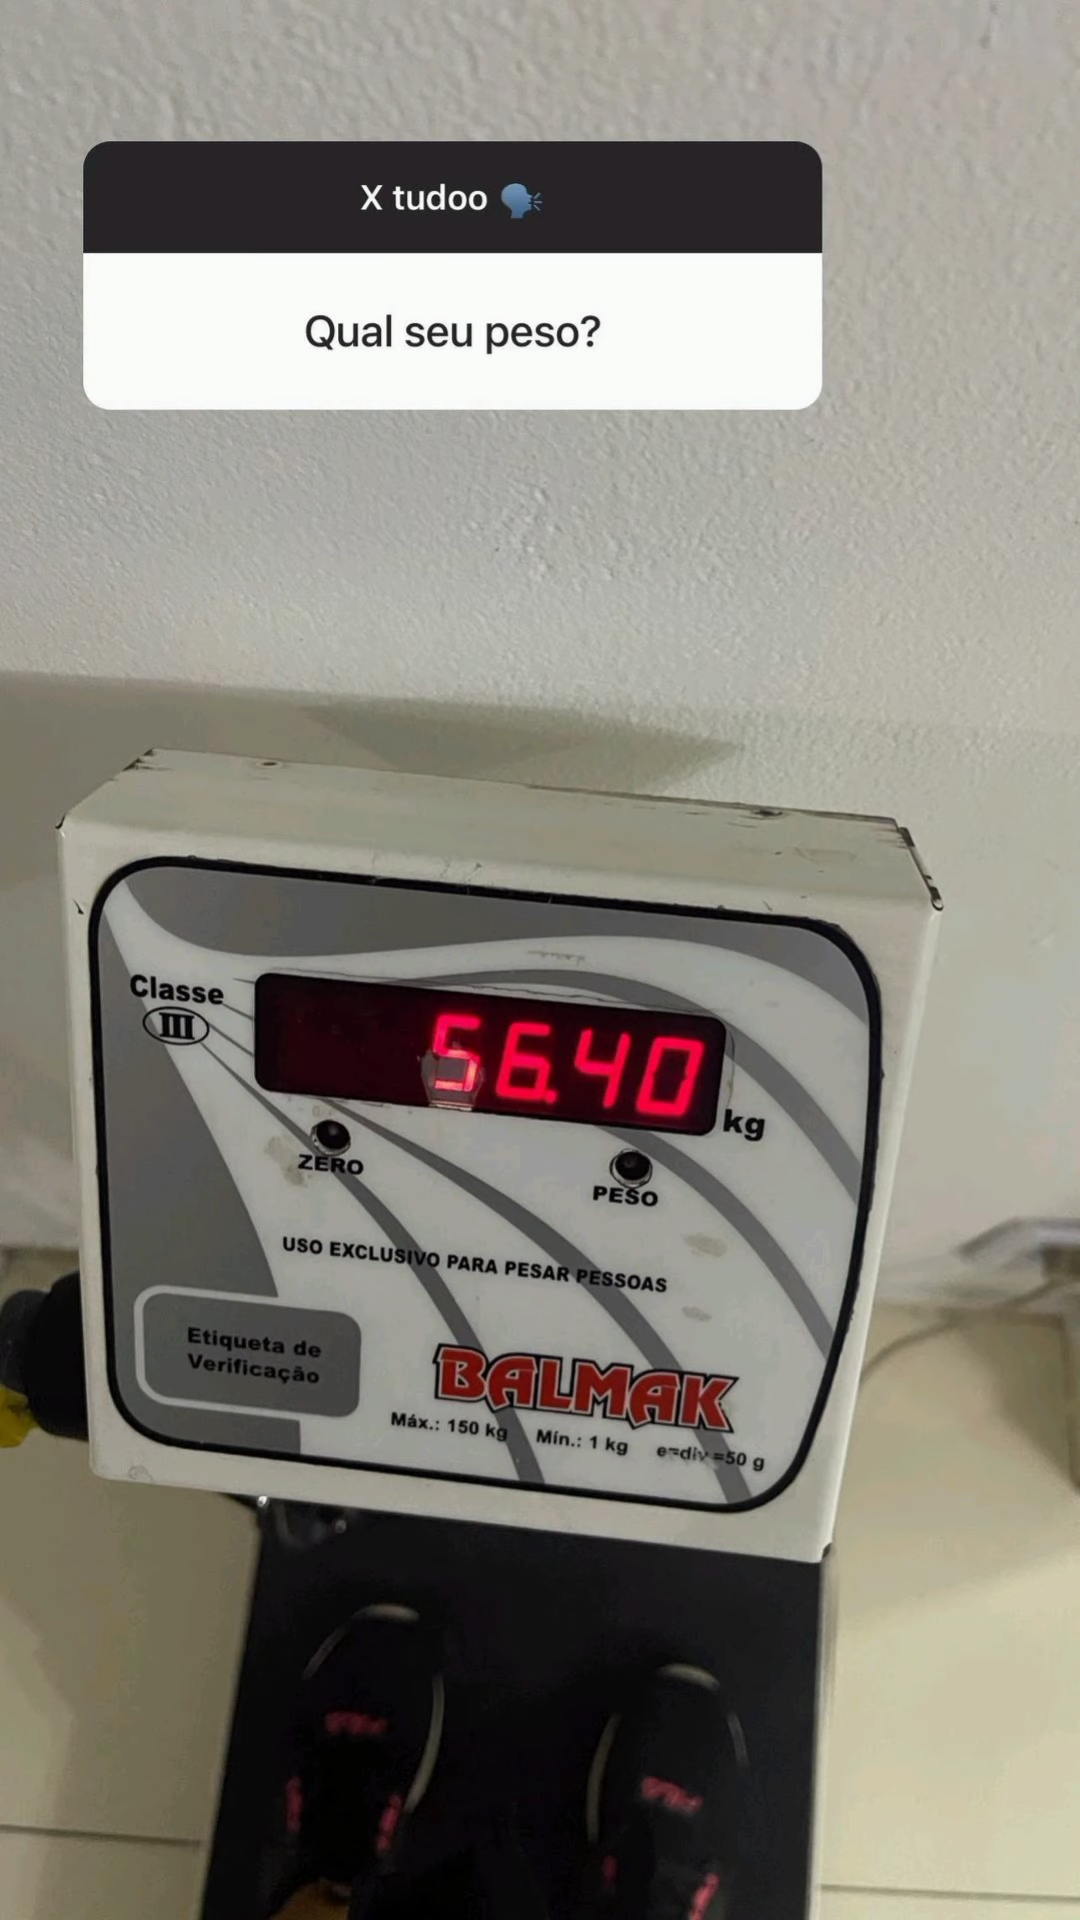 X tudoo 🗣️
Qual seu peso?
Classe
III
56.40
kg
ZERO
PESO
USO EXCLUSIVO PARA PESAR PESSOAS
Etiqueta de
Verificação
BALMAK
Máx.: 150 kg Mín.: 1 kg e=div =50 g